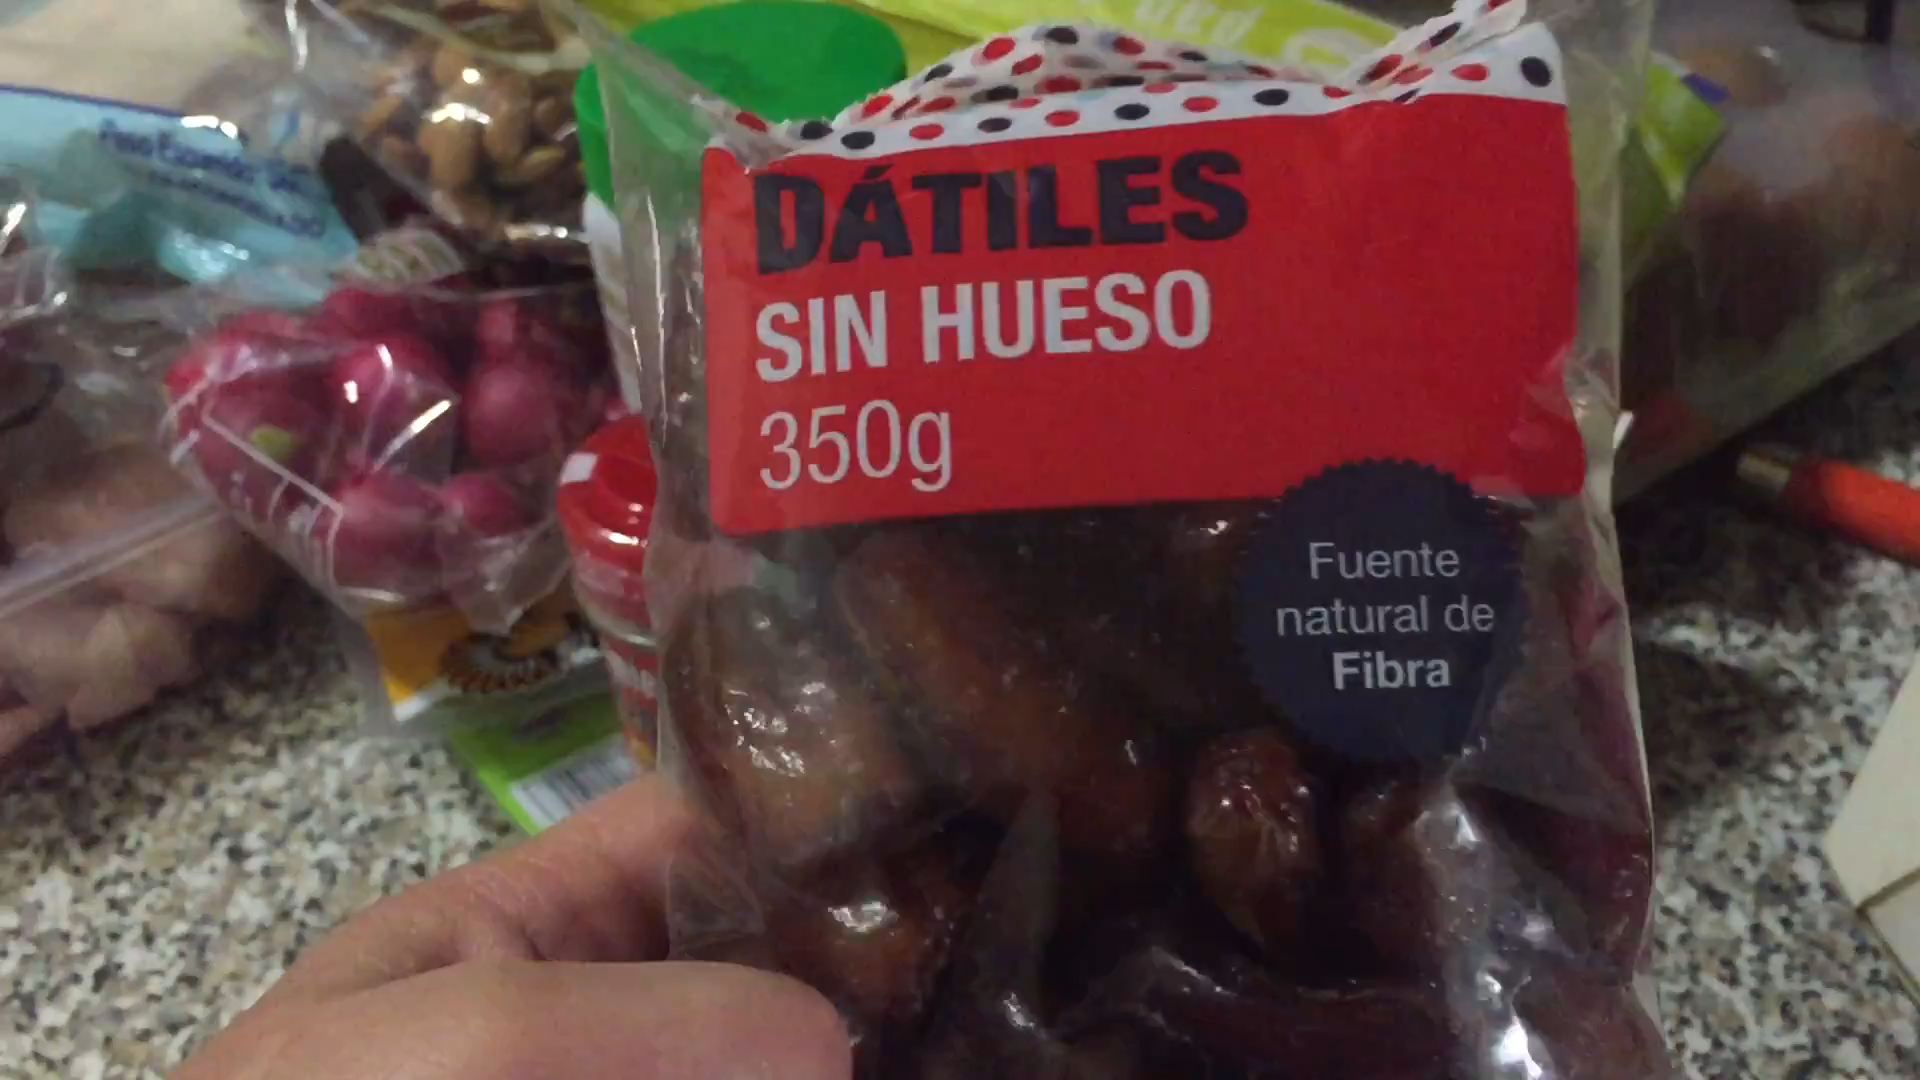 DÁTILES
SIN HUESO
350g
Fuente
natural de
Fibra